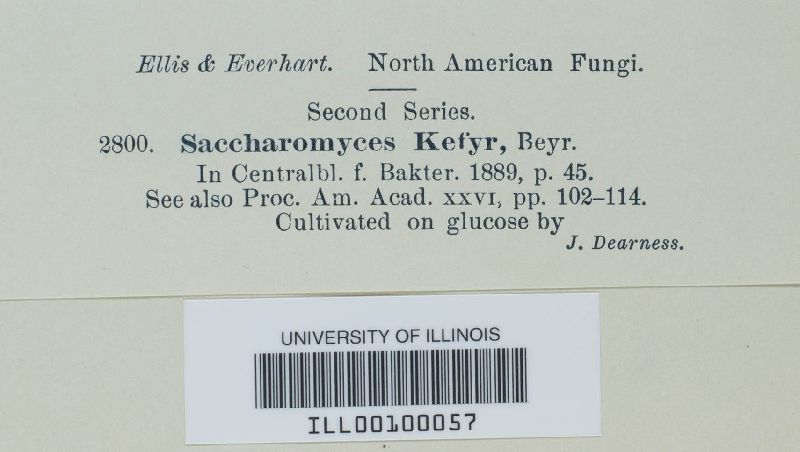 Ellis & Everhart. North American Fungi.
Second Series.
2800. Saccharomyces Kefyr, Beyr.
In Centralbl. f. Bakter. 1889, p. 45.
See also Proc. Am. Acad. XXVI, pp. 102–114.
Cultivated on glucose by
J. Dearness.
UNIVERSITY OF ILLINOIS
ILL00100057